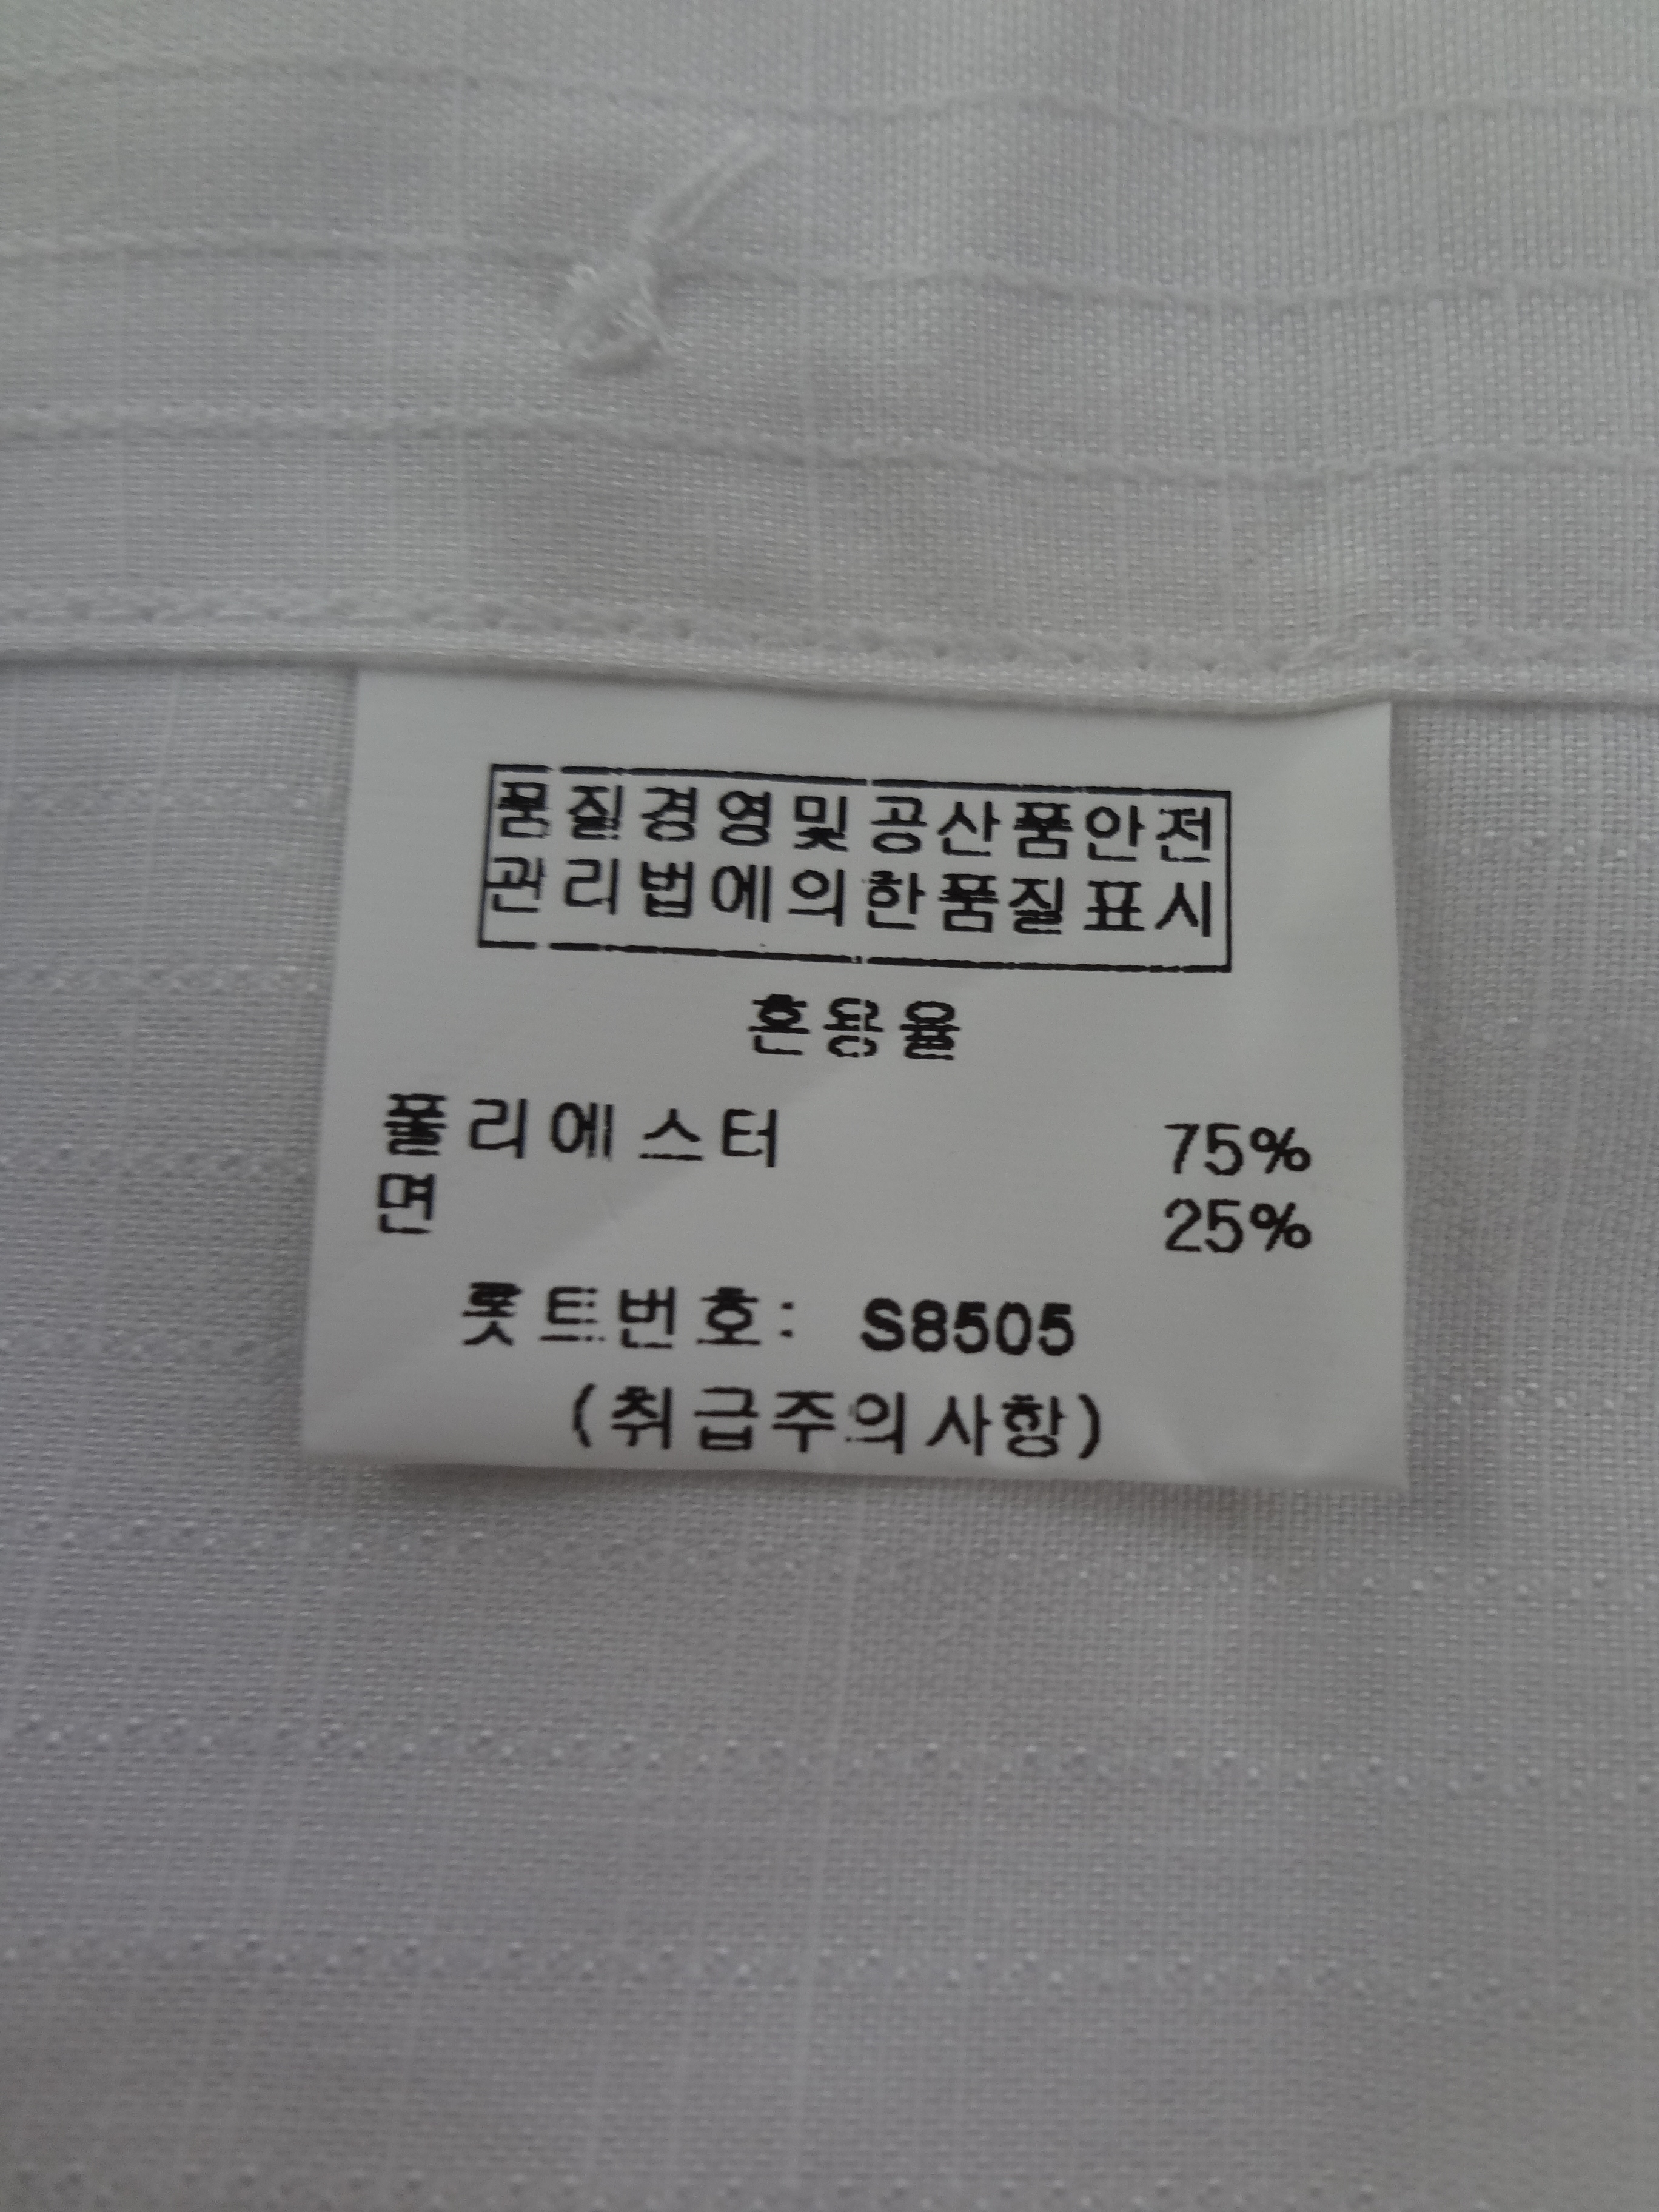 품질경영및공산품안전
관리법에의한품질표시
혼용율
폴리에스터 75%
면 25%
롯트번호: S8505
(취급주의사항)